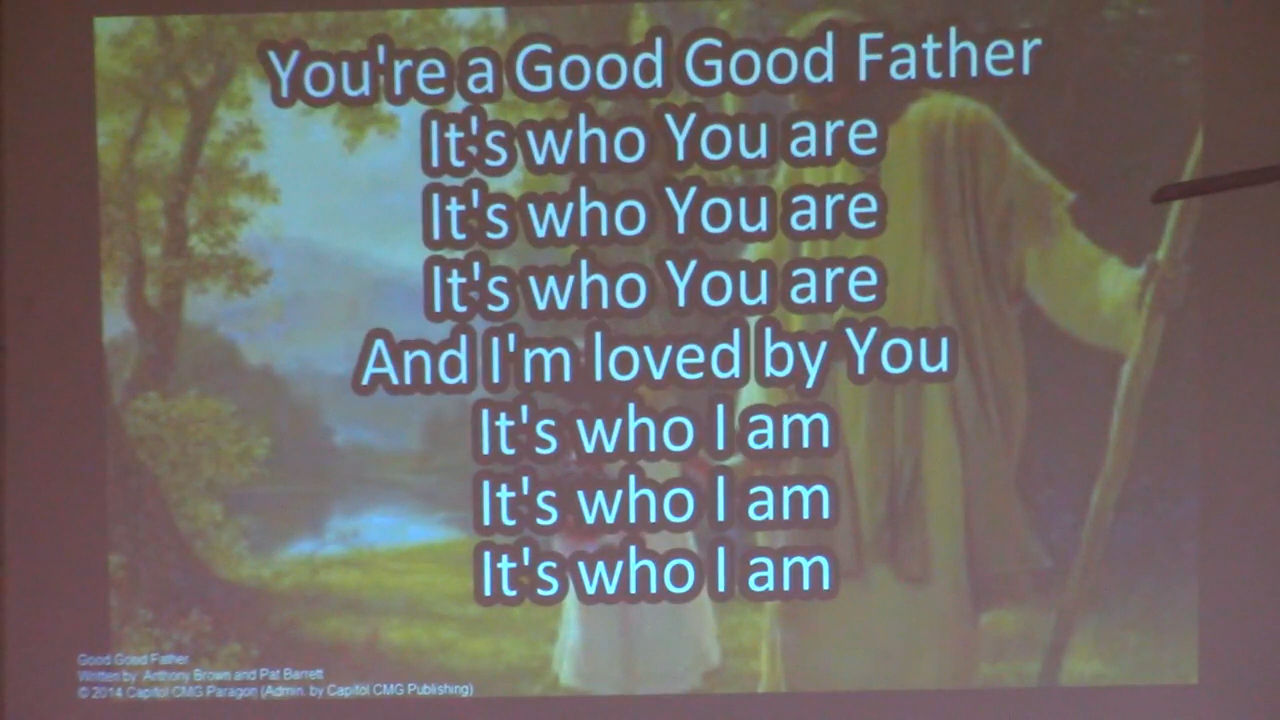 You're a Good Good Father
It's who You are
It's who You are
It's who You are
And I'm loved by You
It's who I am
It's who I am
It's who I am
Good Good Father
Written by: Anthony Brown and Pat Barrett
© 2014 Capitol CMG Paragon (Admin. by Capitol CMG Publishing)